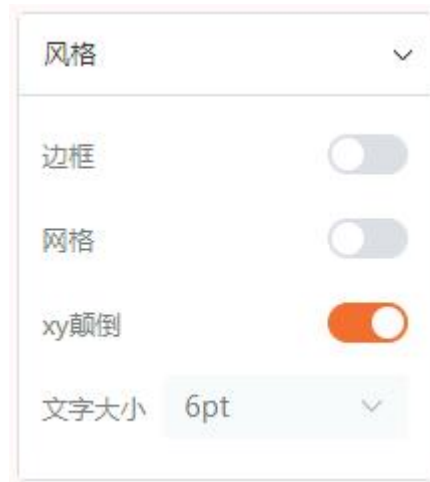 风格
边框
网格
xy颠倒
文字大小 6pt